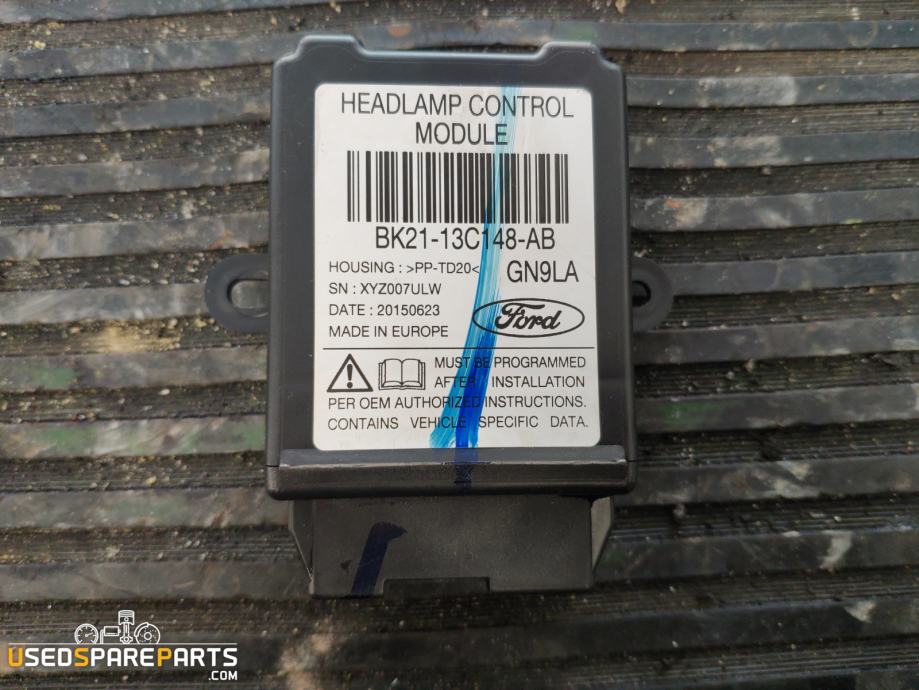 HEADLAMP CONTROL
MODULE
BK21-13C148-AB
HOUSING : >PP-TD20< GN9LA
SN : XYZ007ULW
DATE : 20150623
Ford
MADE IN EUROPE
MUST BE PROGRAMMED
AFTER INSTALLATION
PER OEM AUTHORIZED INSTRUCTIONS.
CONTAINS VEHICLE SPECIFIC DATA.
USEDSPAREPARTS
.COM